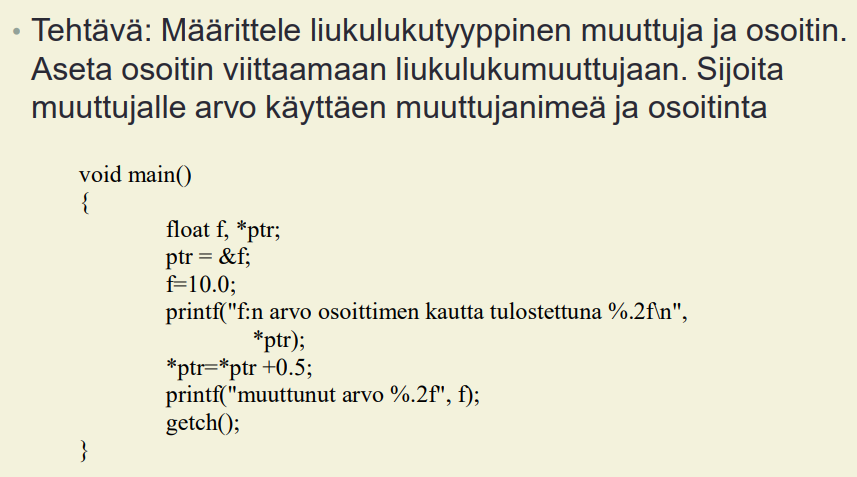 • Tehtävä: Määrittele liukulukutyyppinen muuttuja ja osoitin.
Aseta osoitin viittaamaan liukulukumuuttujaan. Sijoita
muuttujalle arvo käyttäen muuttujanimeä ja osoitinta
void main()
{
float f, *ptr;
ptr = &f;
f=10.0;
printf("f:n arvo osoittimen kautta tulostettuna %.2f\n",
*ptr);
*ptr=*ptr +0.5;
printf("muuttunut arvo %.2f", f);
getch();
}